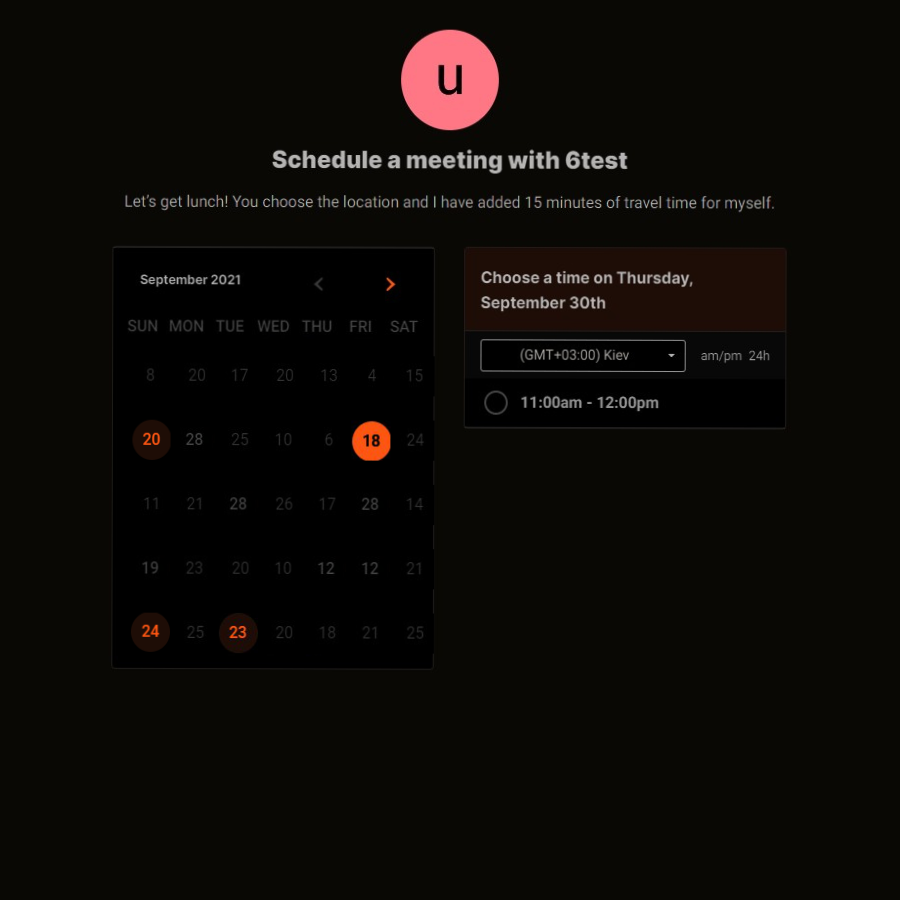 u
Schedule a meeting with 6test
Let's get lunch! You choose the location and I have added 15 minutes of travel time for myself.
September 2021
SUN MON TUE WED THU FRI SAT
8 20 17 20 13 4 15
20 28 25 10 6 18 24
11 21 28 26 17 28 14
19 23 20 10 12 12 21
24 25 23 20 18 21 25
Choose a time on Thursday,
September 30th
(GMT+03:00) Kiev am/pm 24h
11:00am - 12:00pm